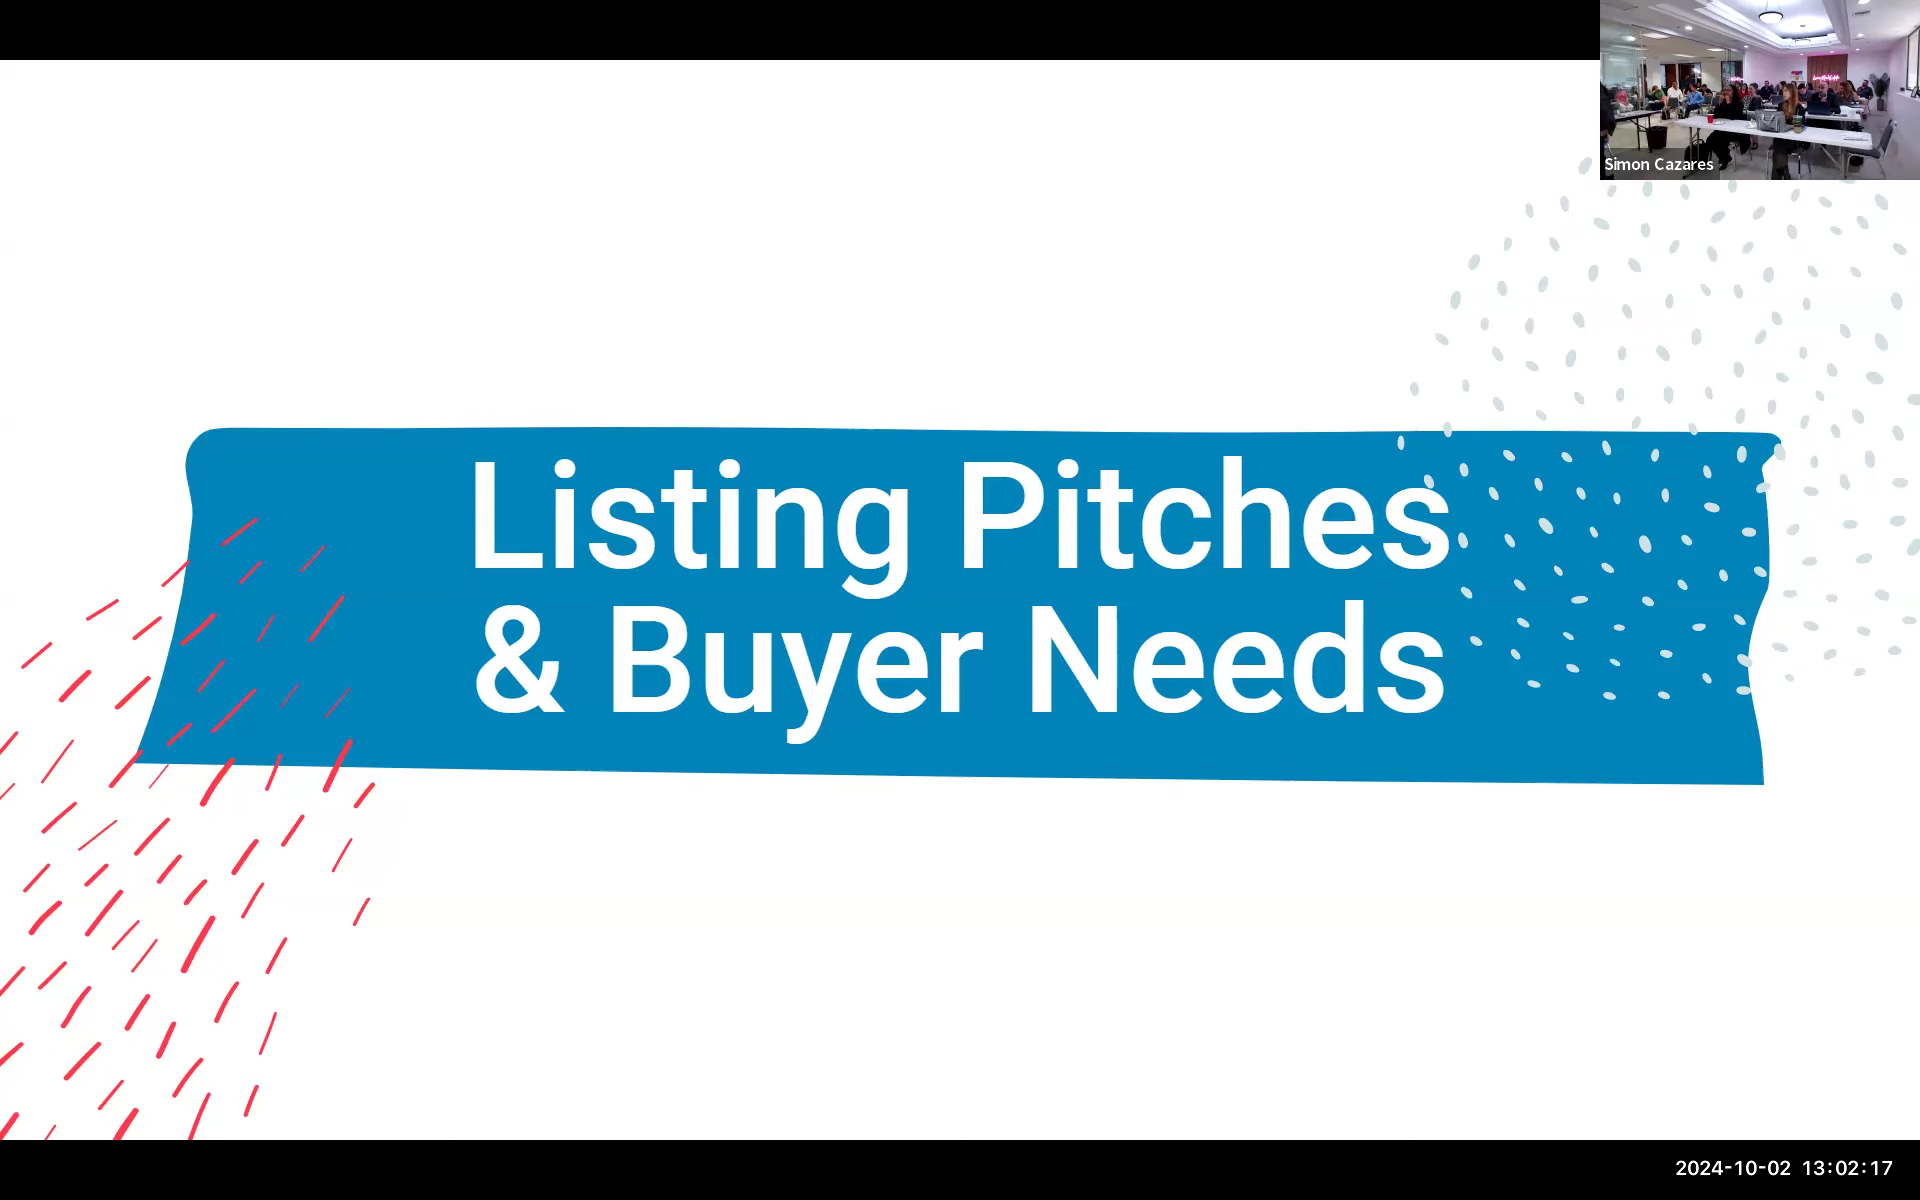 Simon Cazares
Listing Pitches
& Buyer Needs
2024-10-02 13:02:17